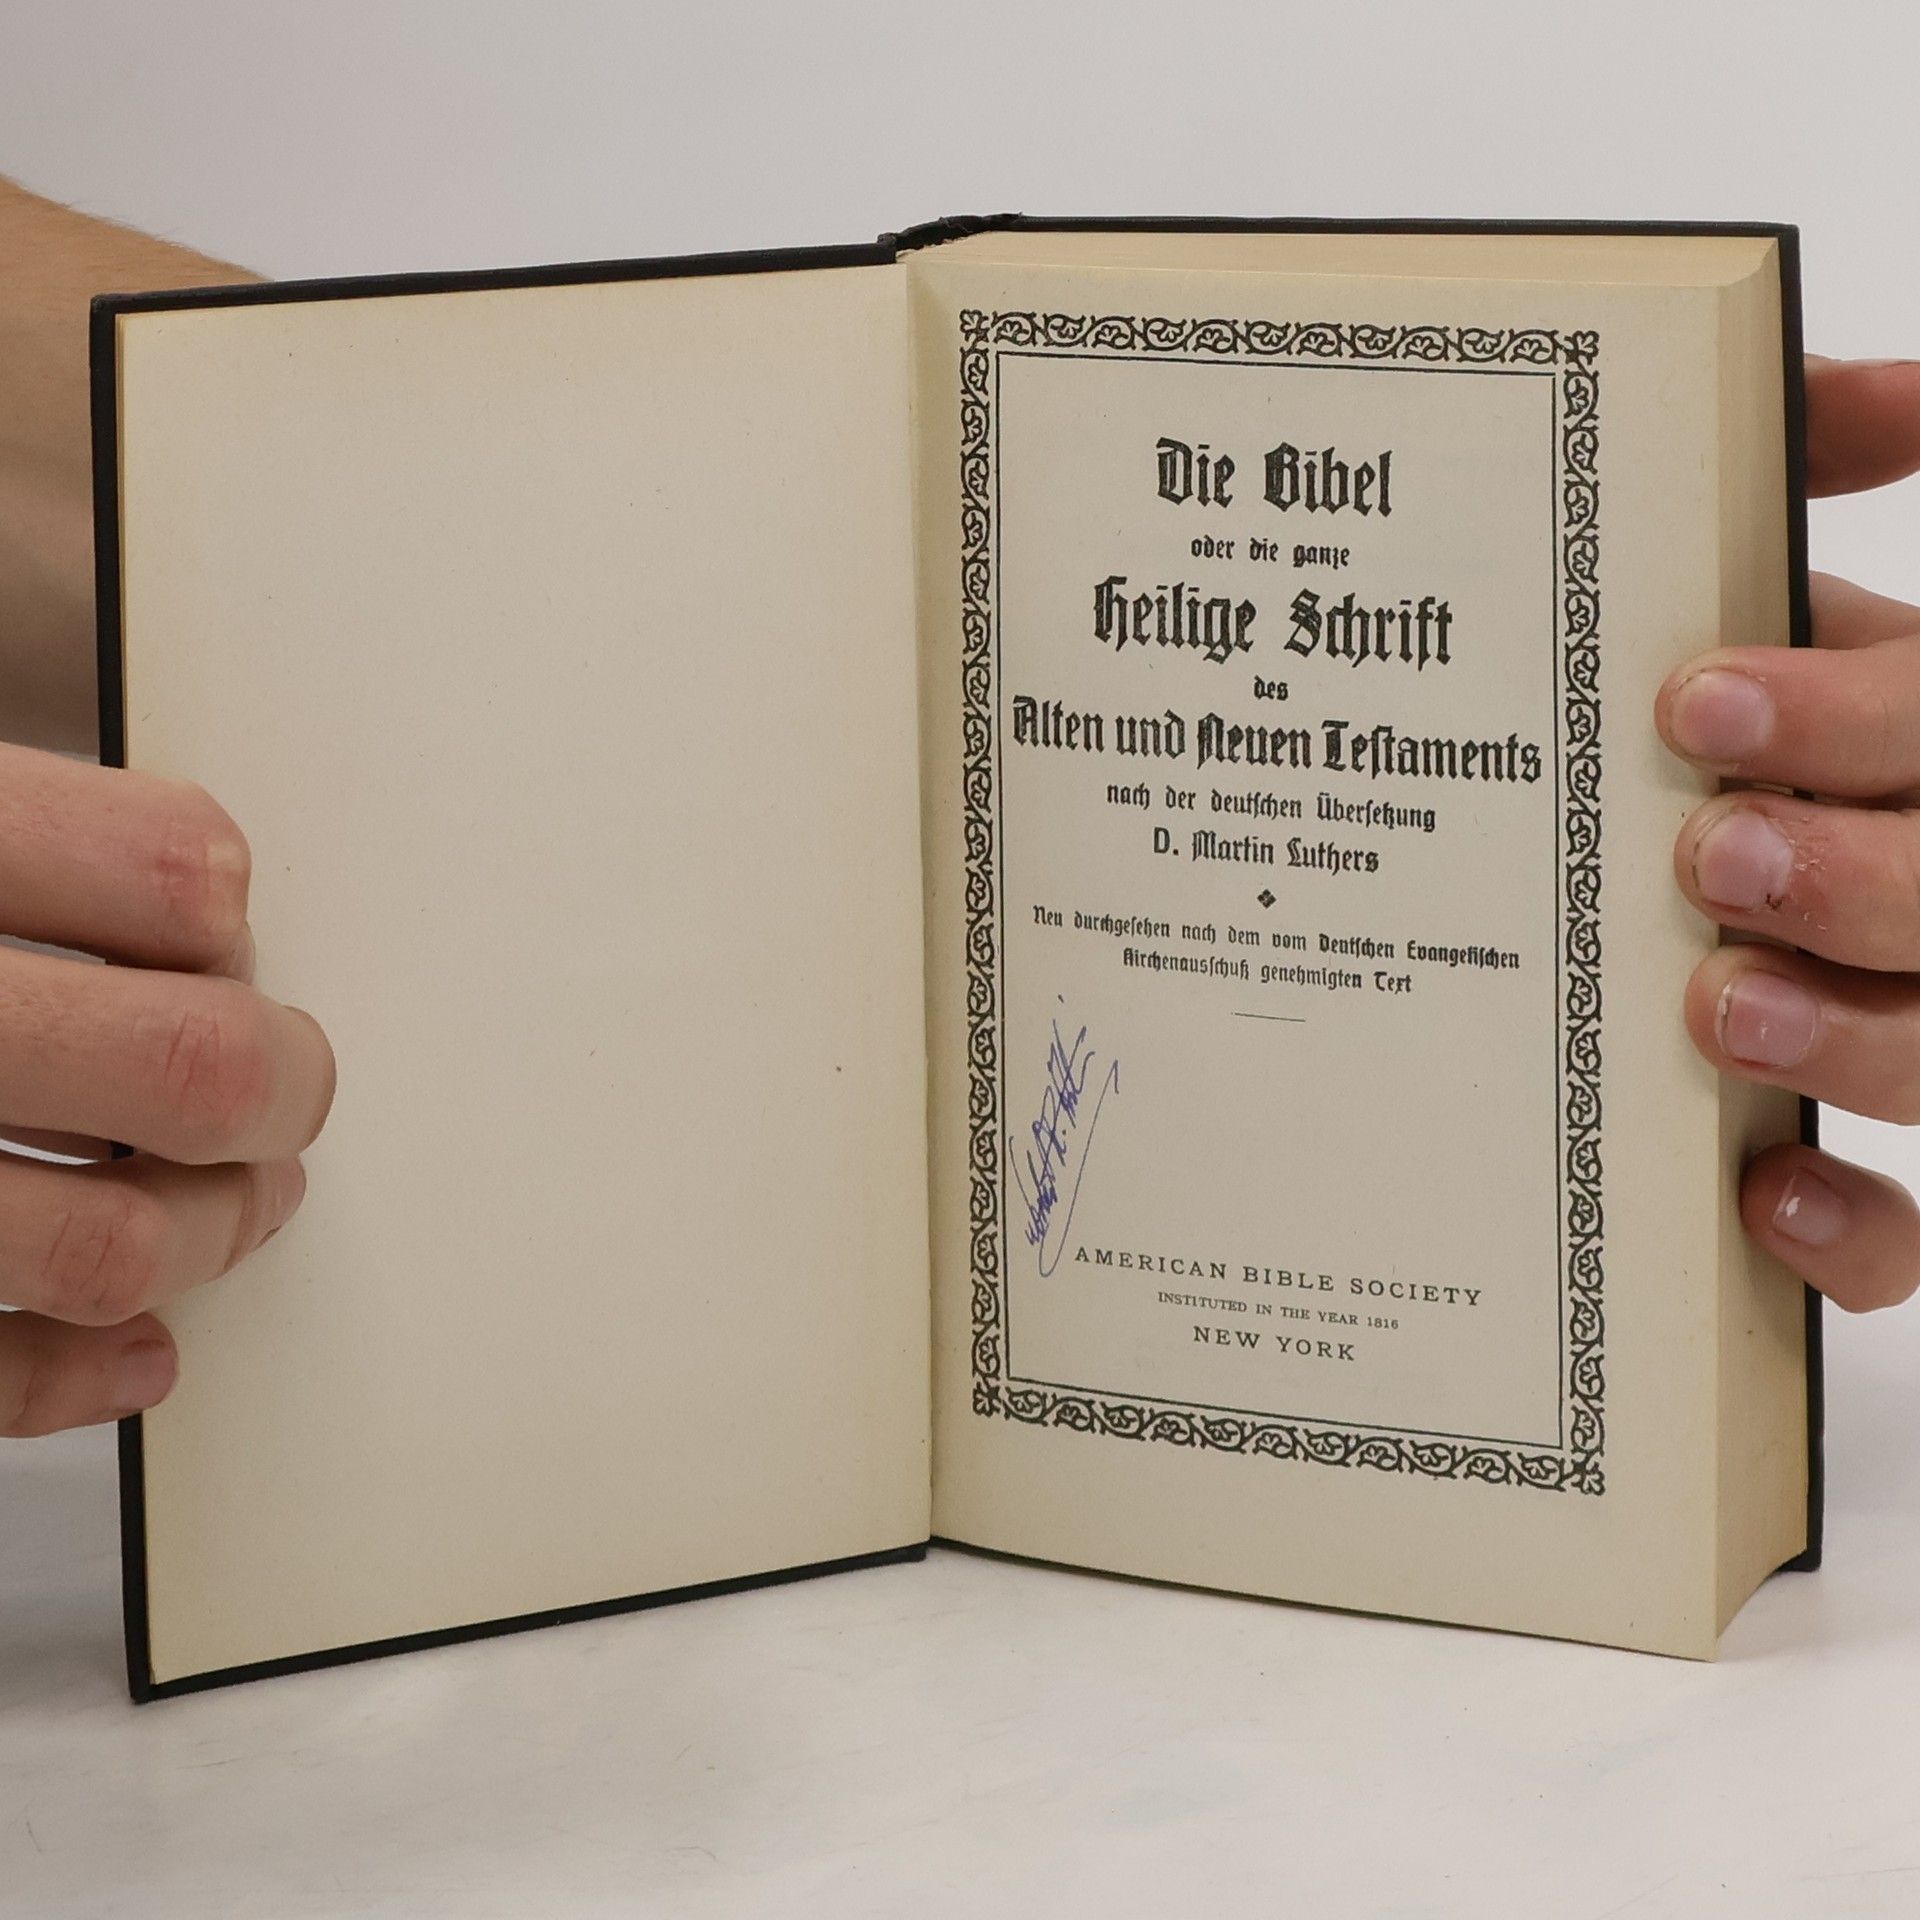 Die Bibel
oder die ganze
Heilige Schrift
des
Alten und Neuen Testaments
nach der deutſchen Überſetzung
D. Martin Luthers
Neu durchgeſehen nach dem vom Deutſchen Evangeliſchen
Kirchenausſchuß genehmigten Text
AMERICAN BIBLE SOCIETY
INSTITUTED IN THE YEAR 1816
NEW YORK